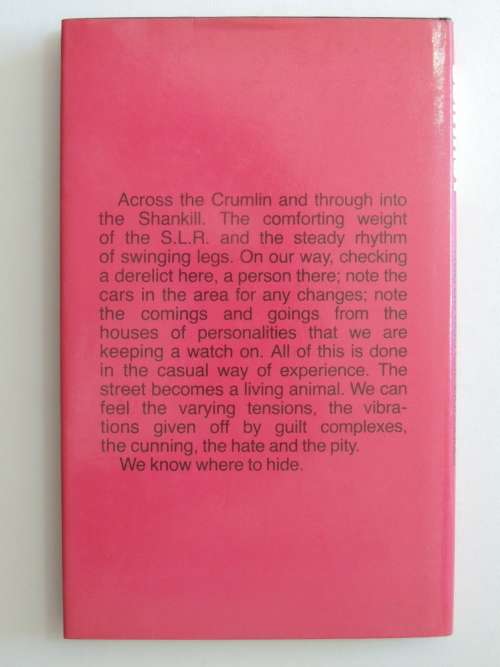 Across the Crumlin and through into
the Shankill. The comforting weight
of the S.L.R. and the steady rhythm
of swinging legs. On our way, checking
a derelict here, a person there; note the
cars in the area for any changes; note
the comings and goings from the
houses of personalities that we are
keeping a watch on. All of this is done
in the casual way of experience. The
street becomes a living animal. We can
feel the varying tensions, the vibra-
tions given off by guilt complexes,
the cunning, the hate and the pity.
We know where to hide.